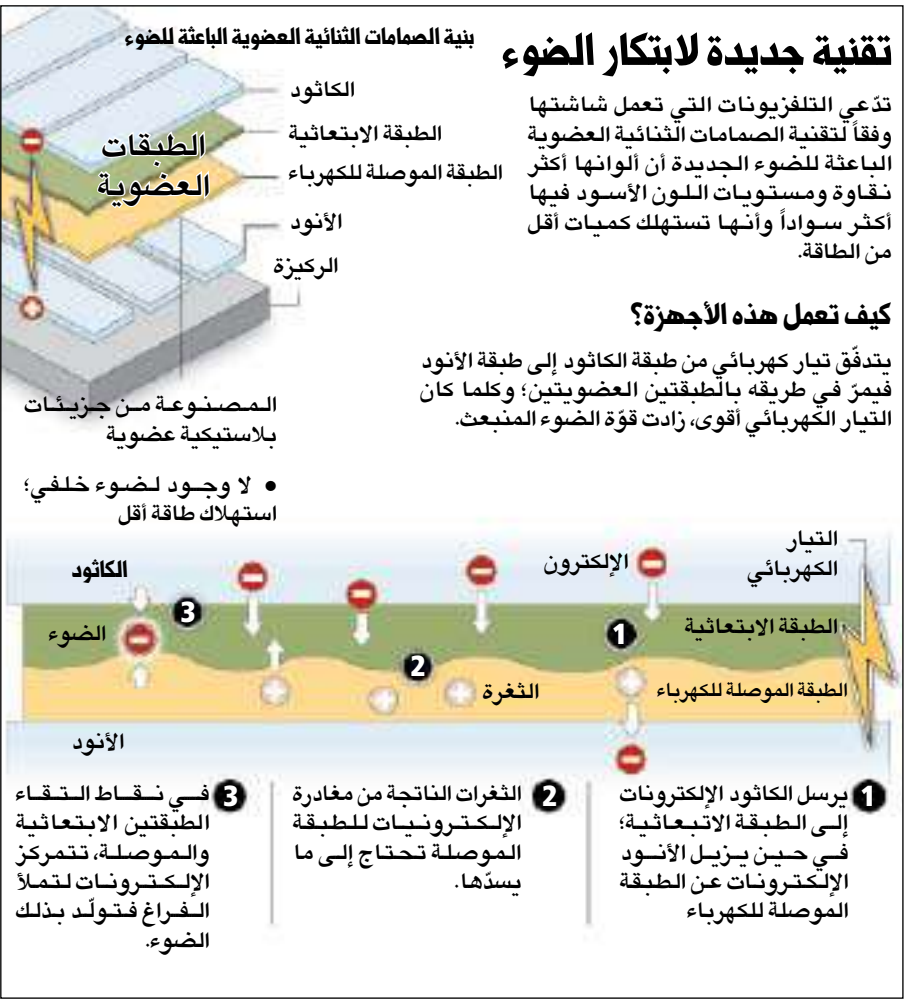 تقنية جديدة لابتكار الضوء
تدّعي التلفزيونات التي تعمل شاشتها
وفقاً لتقنية الصمامات الثنائية العضوية
الباعثة للضوء الجديدة أن ألوانها أكثر
نقاوة ومستويات اللون الأسود فيها
أكثر سواداً وأنها تستهلك كميات أقل
من الطاقة.
كيف تعمل هذه الأجهزة؟
يتدفّق تيار كهربائي من طبقة الكاثود إلى طبقة الأنود
فيمرّ في طريقه بالطبقتين العضويتين؛ وكلما كان
التيار الكهربائي أقوى، زادت قوّة الضوء المنبعث.
بنية الصمامات الثنائية العضوية الباعثة للضوء
الكاثود
الطبقة الابتعاثية
الطبقة الموصلة للكهرباء
الأنود
الركيزة
الطبقات
العضوية
المصنوعة من جزيئات
بلاستيكية عضوية
• لا وجود لضوء خلفي؛
استهلاك طاقة أقل
التيار
الكهربائي
الإلكترون
الكاثود
الطبقة الابتعاثية
1
3
الضوء
2
الطبقة الموصلة للكهرباء
الثغرة
الأنود
1 يرسل الكاثود الإلكترونات
إلى الطبقة الاتبعاثية؛
في حين يزيل الأنود
الإلكترونات عن الطبقة
الموصلة للكهرباء
2 الثغرات الناتجة من مغادرة
الإلكترونيات للطبقة
الموصلة تحتاج إلى ما
يسدّها.
3 في نقاط التقاء
الطبقتين الابتعاثية
والموصلة، تتمركز
الإلكترونات لتملأ
الفراغ فتولّد بذلك
الضوء.